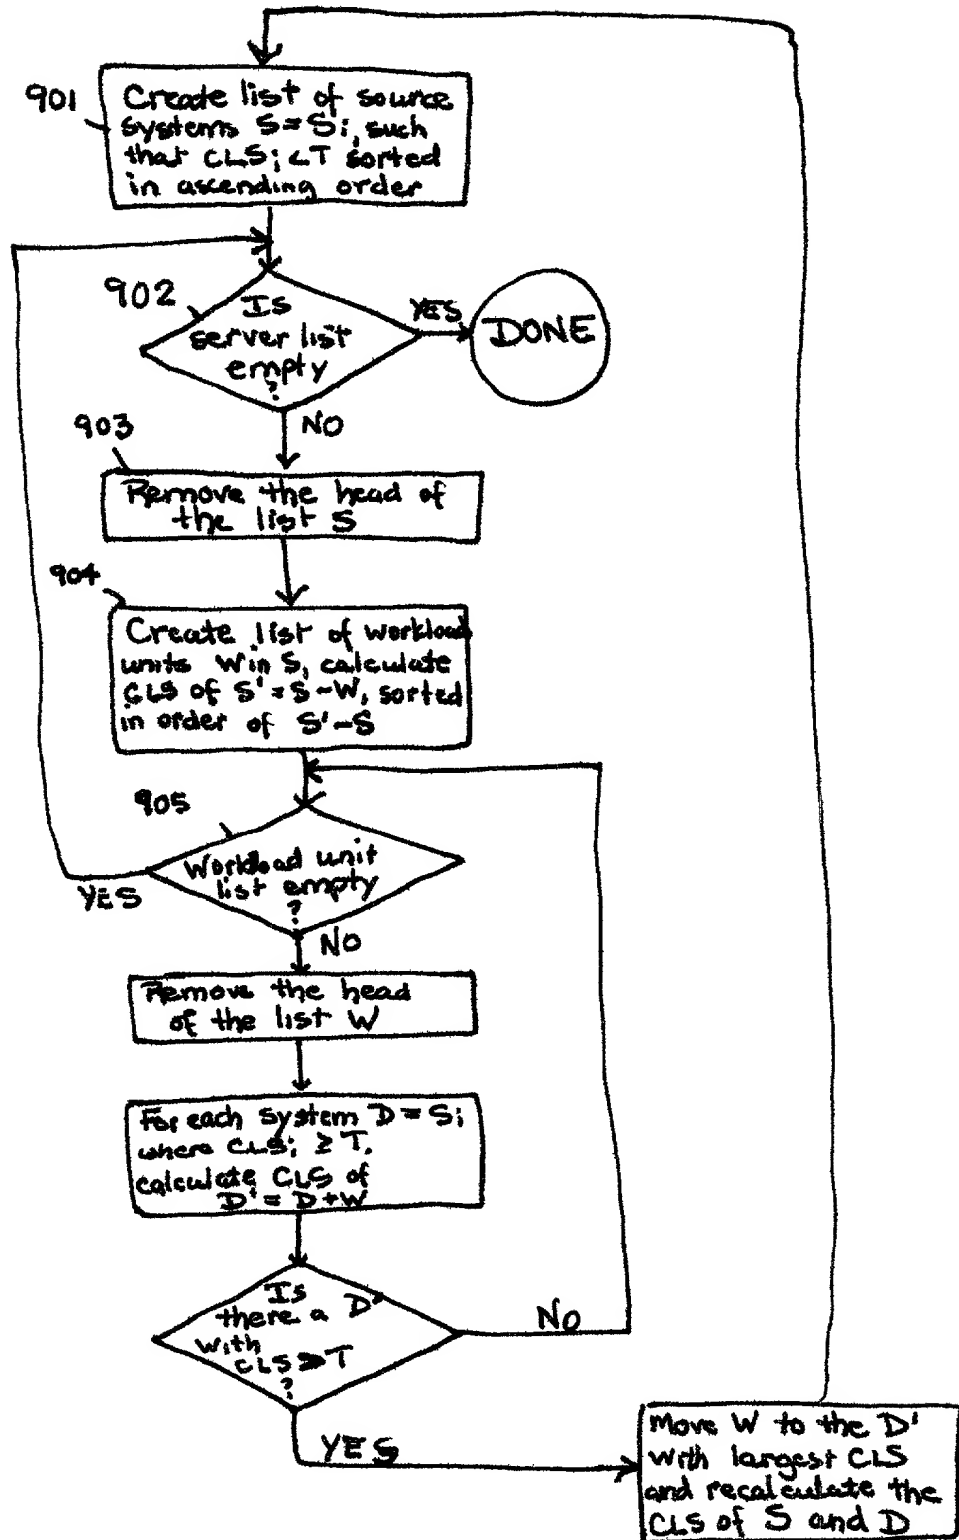 901
Create list of source
systems S=Si, such
that CLSi<T sorted
in ascending order
902
Is
server list
empty
?
YES
DONE
NO
903
Remove the head of
the list S
904
Create list of workload
units W in S, calculate
CLS of S'=S-W, sorted
in order of S'-S
905
Workload unit
list empty
?
YES
NO
Remove the head
of the list W
For each system D=Si
where CLSi ≥ T,
calculate CLS of
D'=D+W
Is
there a D'
with
CLS>T
?
NO
YES
Move W to the D'
with largest CLS
and recalculate the
CLS of S and D